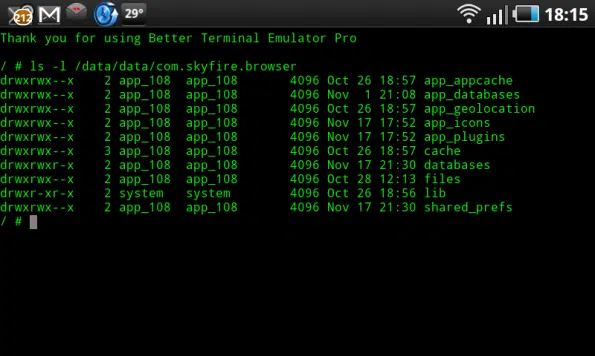 212 29° 18:15
Thank you for using Better Terminal Emulator Pro
/ # ls -l /data/data/com.skyfire.browser
drwxrwx--x 2 app_108 app_108 4096 Oct 26 18:57 app_appcache
drwxrwx--x 2 app_108 app_108 4096 Nov 1 21:08 app_databases
drwxrwx--x 2 app_108 app_108 4096 Oct 26 18:57 app_geolocation
drwxrwx--x 2 app_108 app_108 4096 Nov 17 17:52 app_icons
drwxrwx--x 2 app_108 app_108 4096 Nov 17 17:52 app_plugins
drwxrwx--x 3 app_108 app_108 4096 Oct 26 18:57 cache
drwxrwxr-x 2 app_108 app_108 4096 Nov 17 21:30 databases
drwxrwx--x 2 app_108 app_108 4096 Oct 28 12:13 files
drwxr-xr-x 2 system system 4096 Oct 26 18:56 lib
drwxrwx--x 2 app_108 app_108 4096 Nov 17 21:30 shared_prefs
/ #